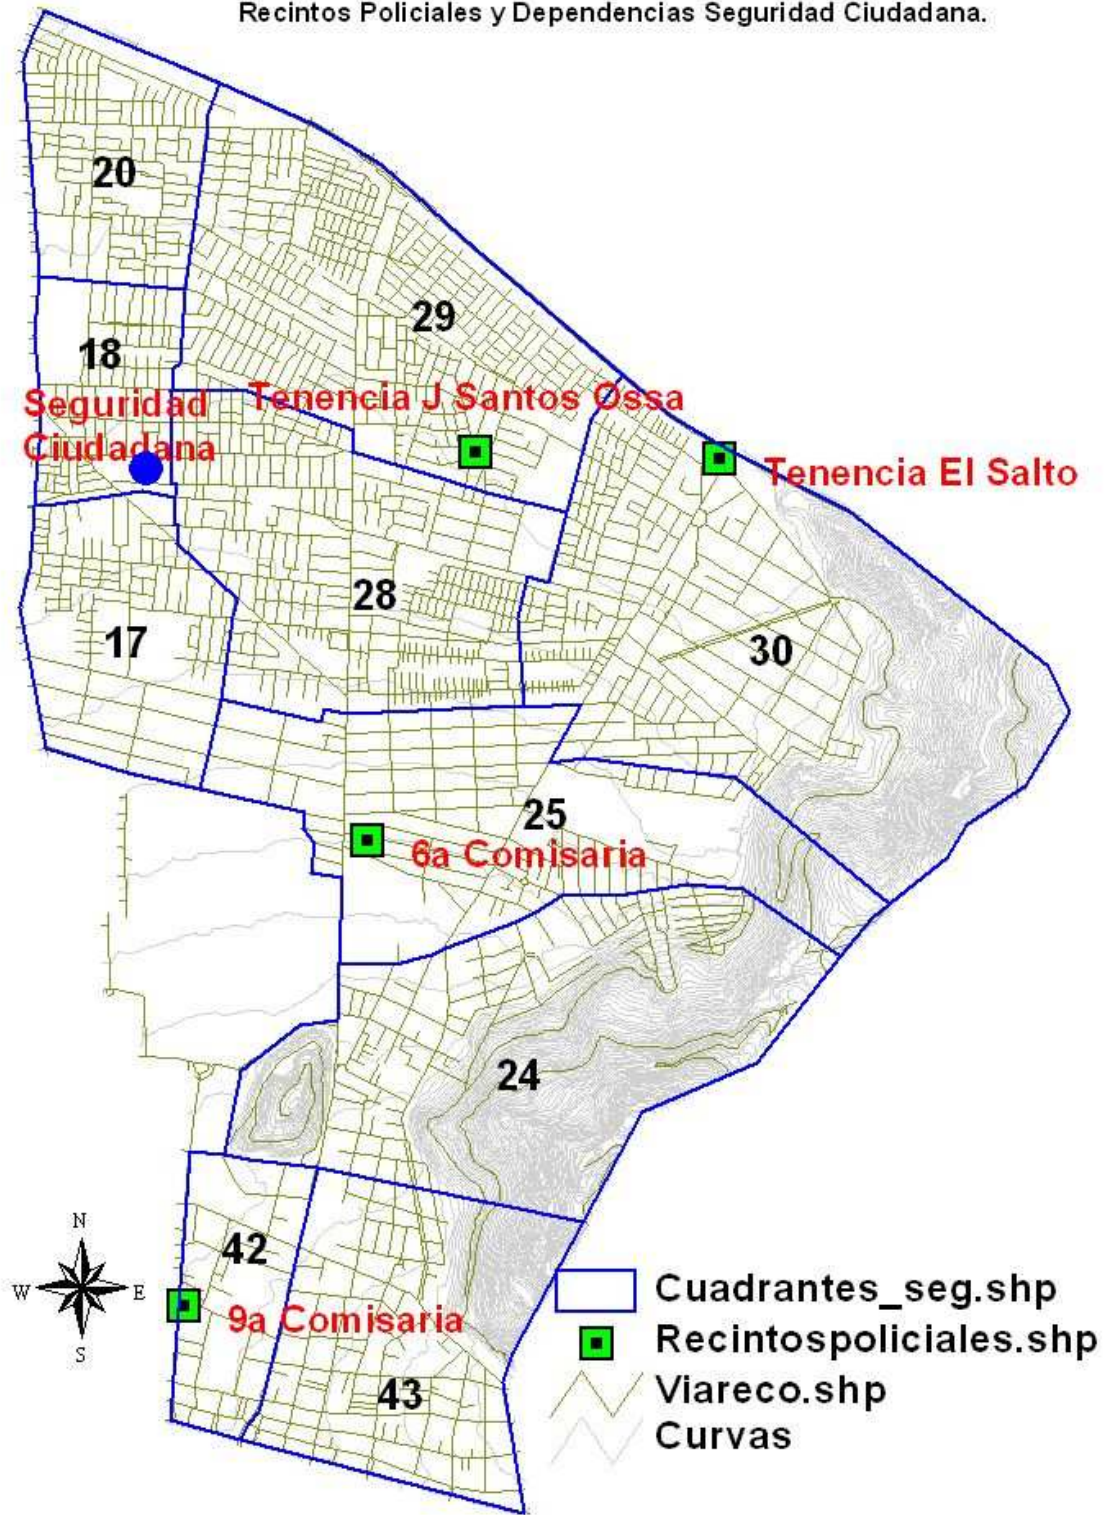 Recintos Policiales y Dependencias Seguridad Ciudadana.
20
29
18
Seguridad
Ciudadana
Tenencia J Santos Ossa
Tenencia El Salto
28
17
30
25
6a Comisaria
24
42
9a Comisaria
43
N
W
E
S
Cuadrantes_seg.shp
Recintospoliciales.shp
Viareco.shp
Curvas